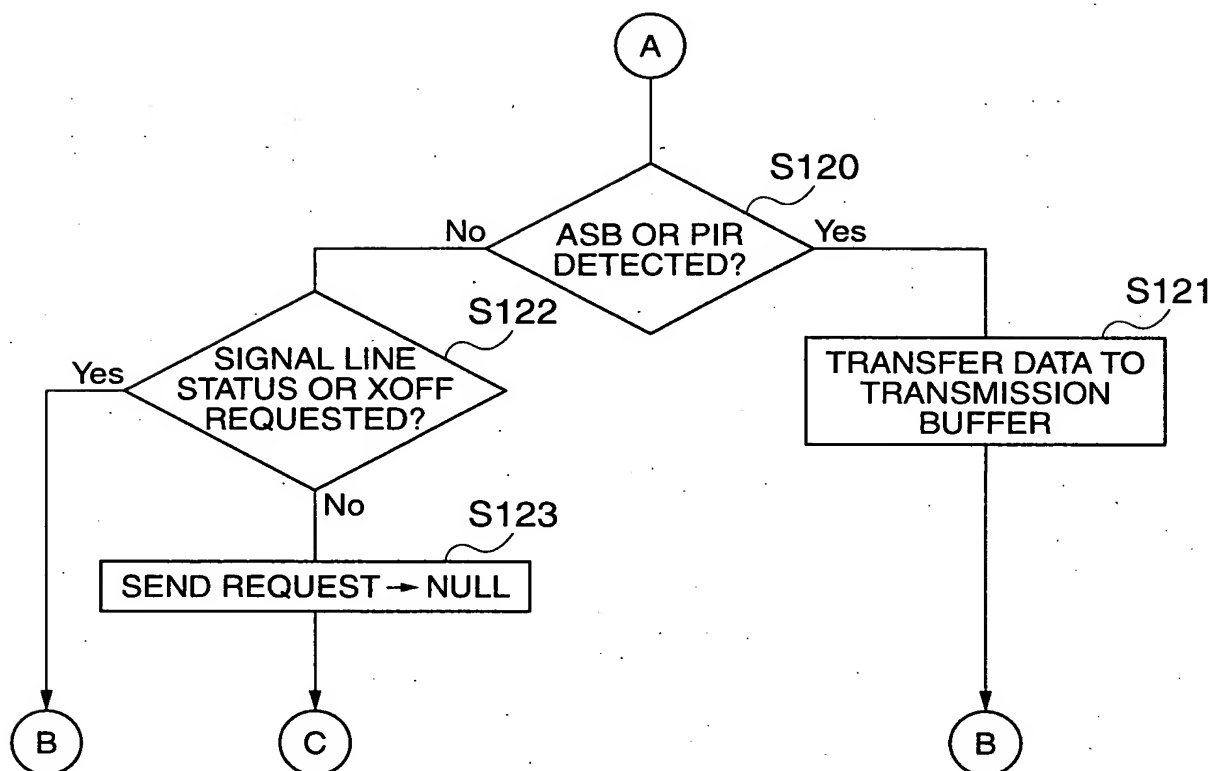 A
S120
No
ASB OR PIR
DETECTED?
Yes
S121
S122
Yes
SIGNAL LINE
STATUS OR XOFF
REQUESTED?
TRANSFER DATA TO
TRANSMISSION
BUFFER
No
S123
SEND REQUEST → NULL
B
C
B